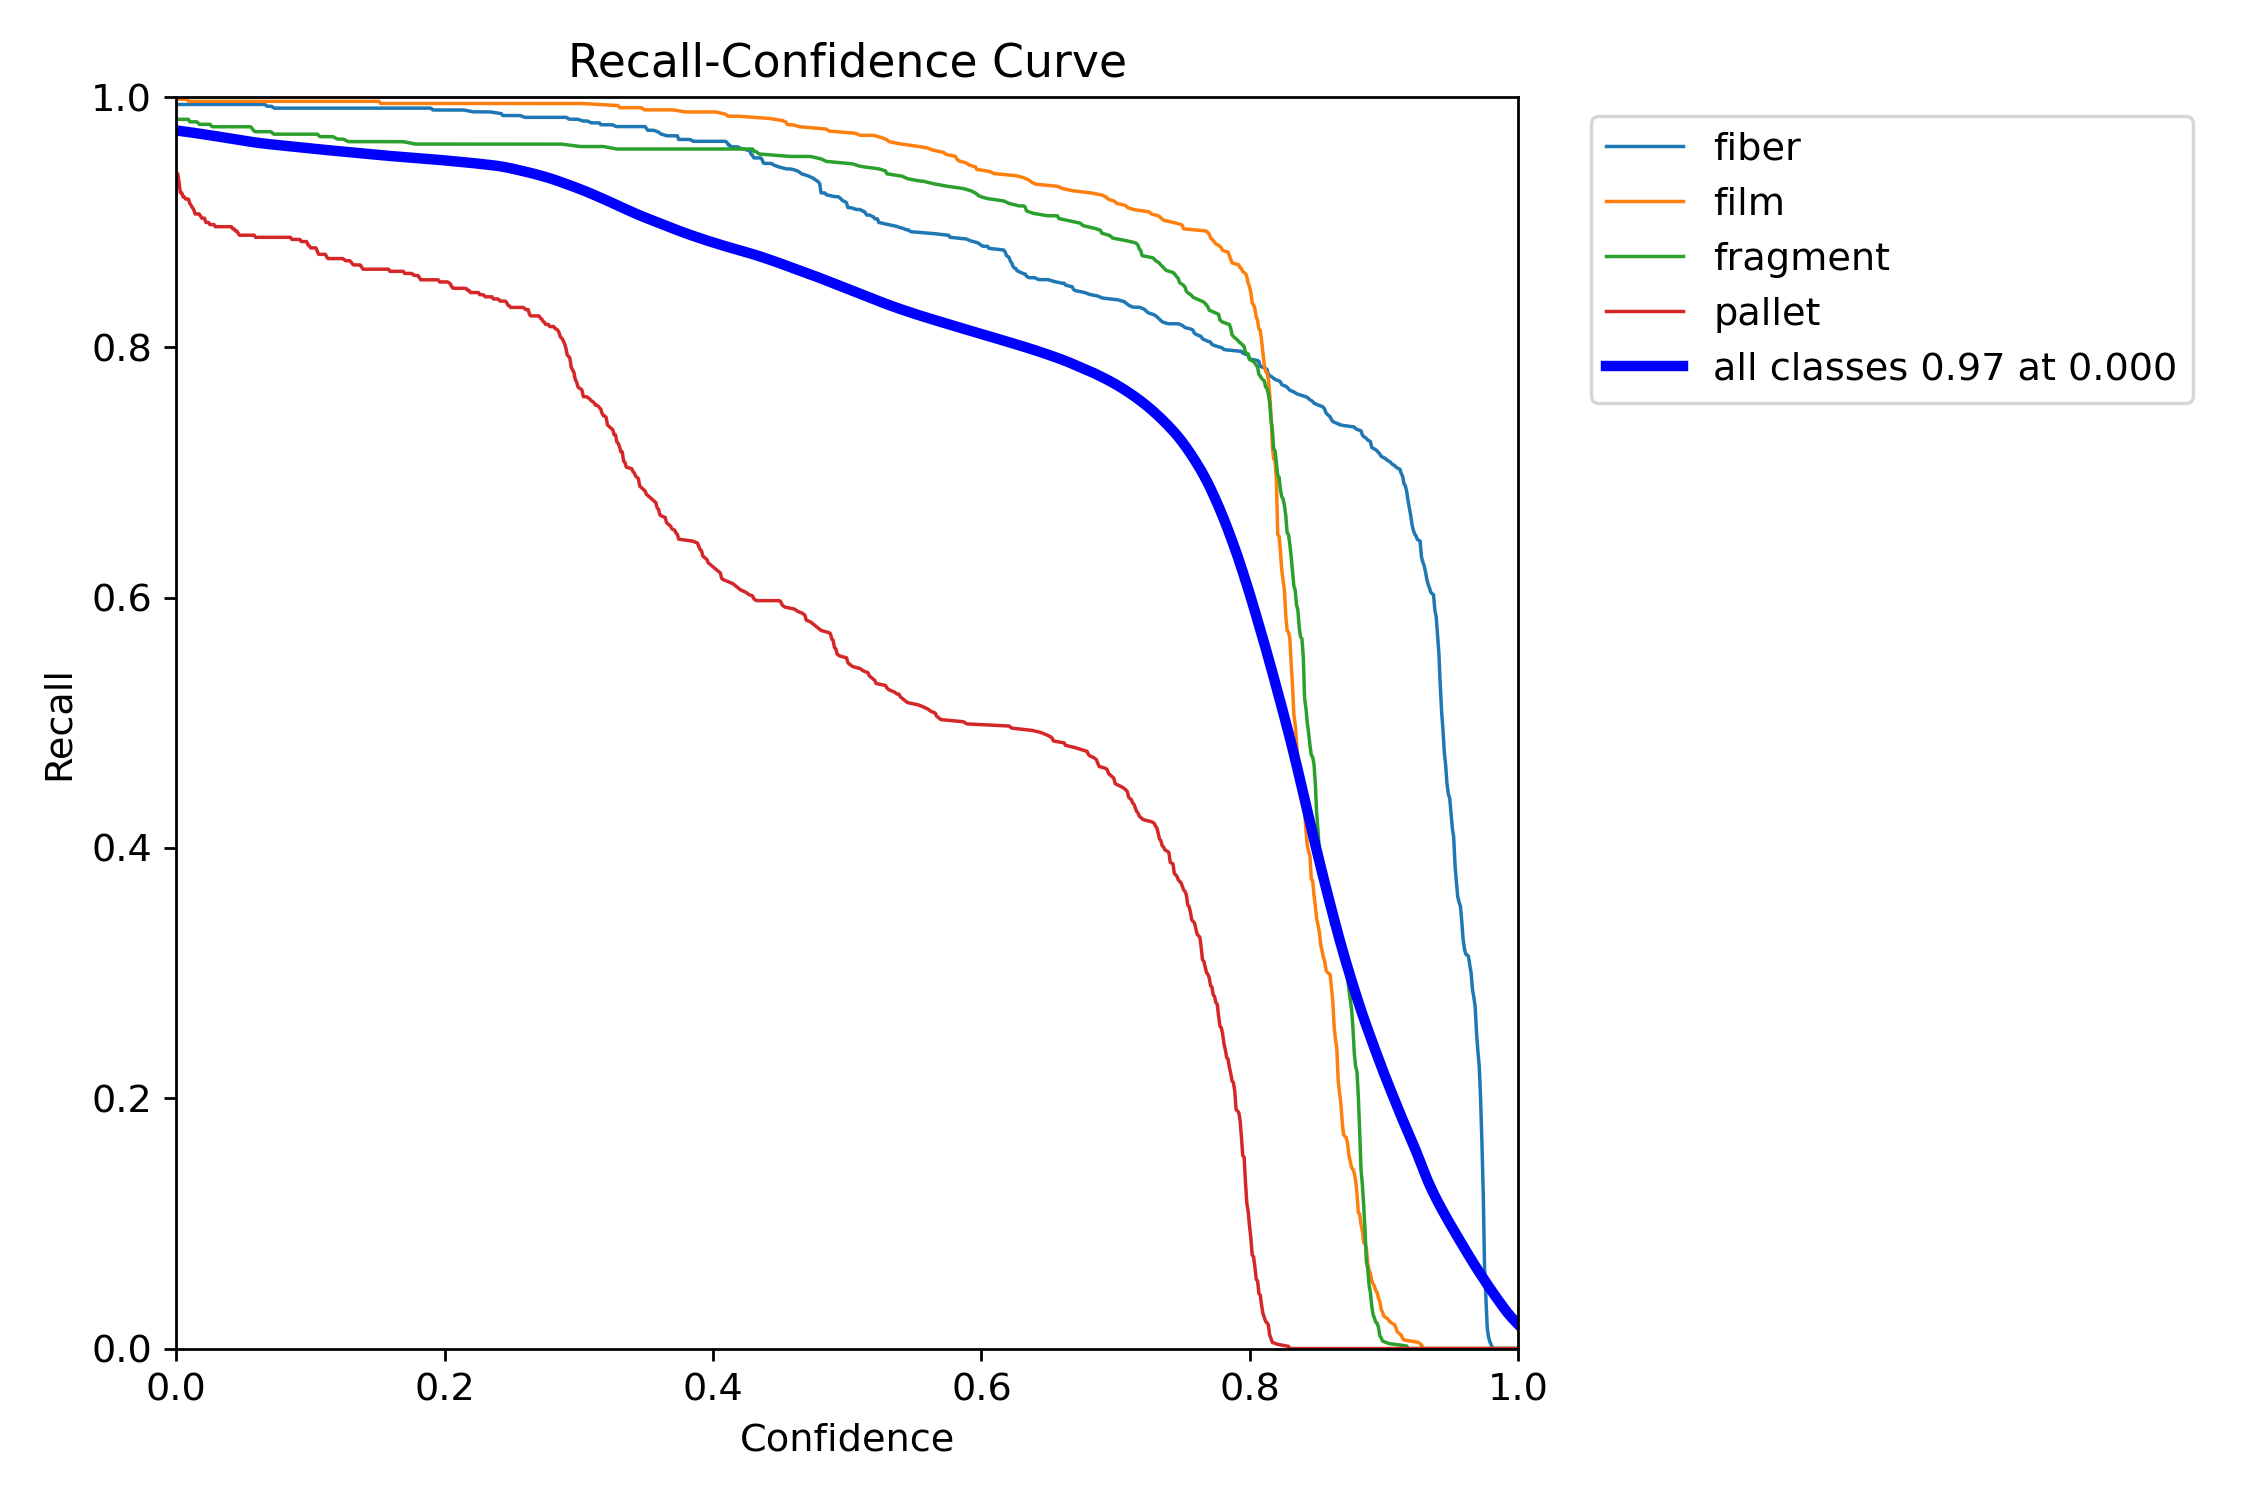 Recall-Confidence Curve
1.0
0.8
0.6
0.4
0.2
0.0
Recall
0.0 0.2 0.4 0.6 0.8 1.0
Confidence
fiber
film
fragment
pallet
all classes 0.97 at 0.000